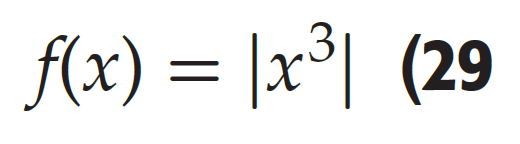 f(x) = |x³| (29